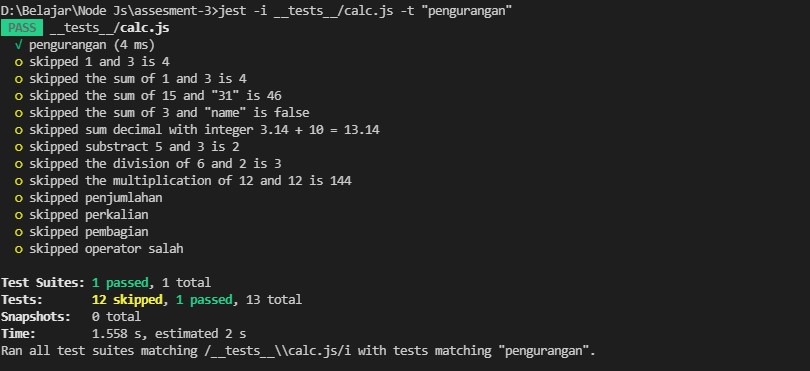 D:\Belajar\Node Js\assesment-3>jest -i __tests__/calc.js -t "pengurangan"
PASS __tests__/calc.js
√ pengurangan (4 ms)
o skipped 1 and 3 is 4
o skipped the sum of 1 and 3 is 4
o skipped the sum of 15 and "31" is 46
o skipped the sum of 3 and "name" is false
o skipped sum decimal with integer 3.14 + 10 = 13.14
o skipped substract 5 and 3 is 2
o skipped the division of 6 and 2 is 3
o skipped the multiplication of 12 and 12 is 144
o skipped penjumlahan
o skipped perkalian
o skipped pembagian
o skipped operator salah
Test Suites: 1 passed, 1 total
Tests: 12 skipped, 1 passed, 13 total
Snapshots: 0 total
Time: 1.558 s, estimated 2 s
Ran all test suites matching /__tests__\\calc.js/i with tests matching "pengurangan".